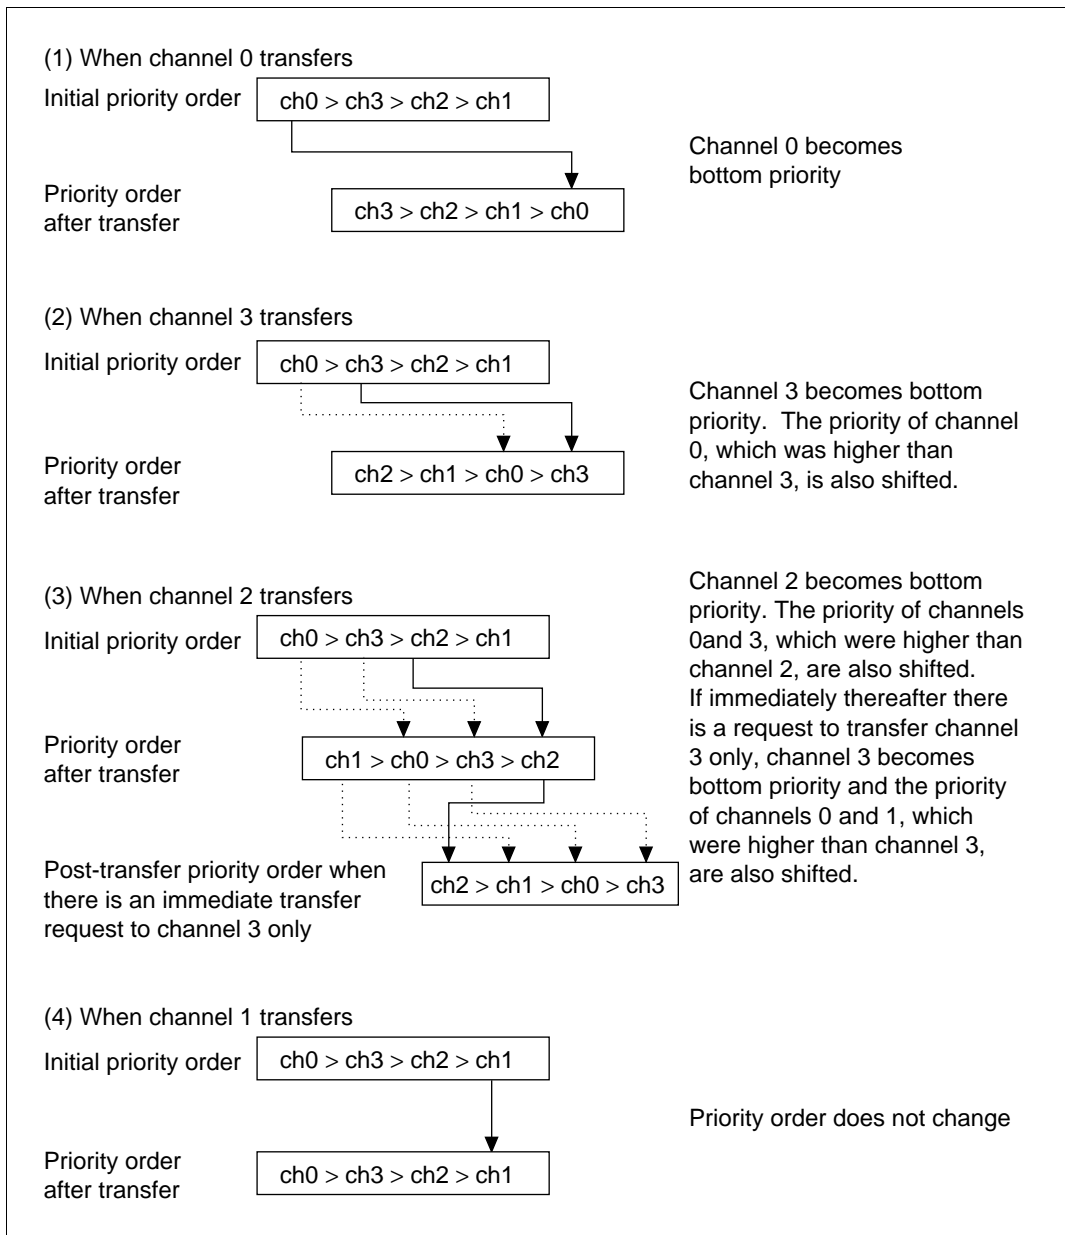 (1) When channel 0 transfers
Initial priority order
ch0 > ch3 > ch2 > ch1
Channel 0 becomes
bottom priority
Priority order
after transfer
ch3 > ch2 > ch1 > ch0
(2) When channel 3 transfers
Initial priority order
ch0 > ch3 > ch2 > ch1
Channel 3 becomes bottom
priority.  The priority of channel
0, which was higher than
channel 3, is also shifted.
Priority order
after transfer
ch2 > ch1 > ch0 > ch3
(3) When channel 2 transfers
Initial priority order
ch0 > ch3 > ch2 > ch1
Channel 2 becomes bottom
priority. The priority of channels
0and 3, which were higher than
channel 2, are also shifted.
If immediately thereafter there
is a request to transfer channel
3 only, channel 3 becomes
bottom priority and the priority
of channels 0 and 1, which
were higher than channel 3,
are also shifted.
Priority order
after transfer
ch1 > ch0 > ch3 > ch2
Post-transfer priority order when
there is an immediate transfer
request to channel 3 only
ch2 > ch1 > ch0 > ch3
(4) When channel 1 transfers
Initial priority order
ch0 > ch3 > ch2 > ch1
Priority order does not change
Priority order
after transfer
ch0 > ch3 > ch2 > ch1